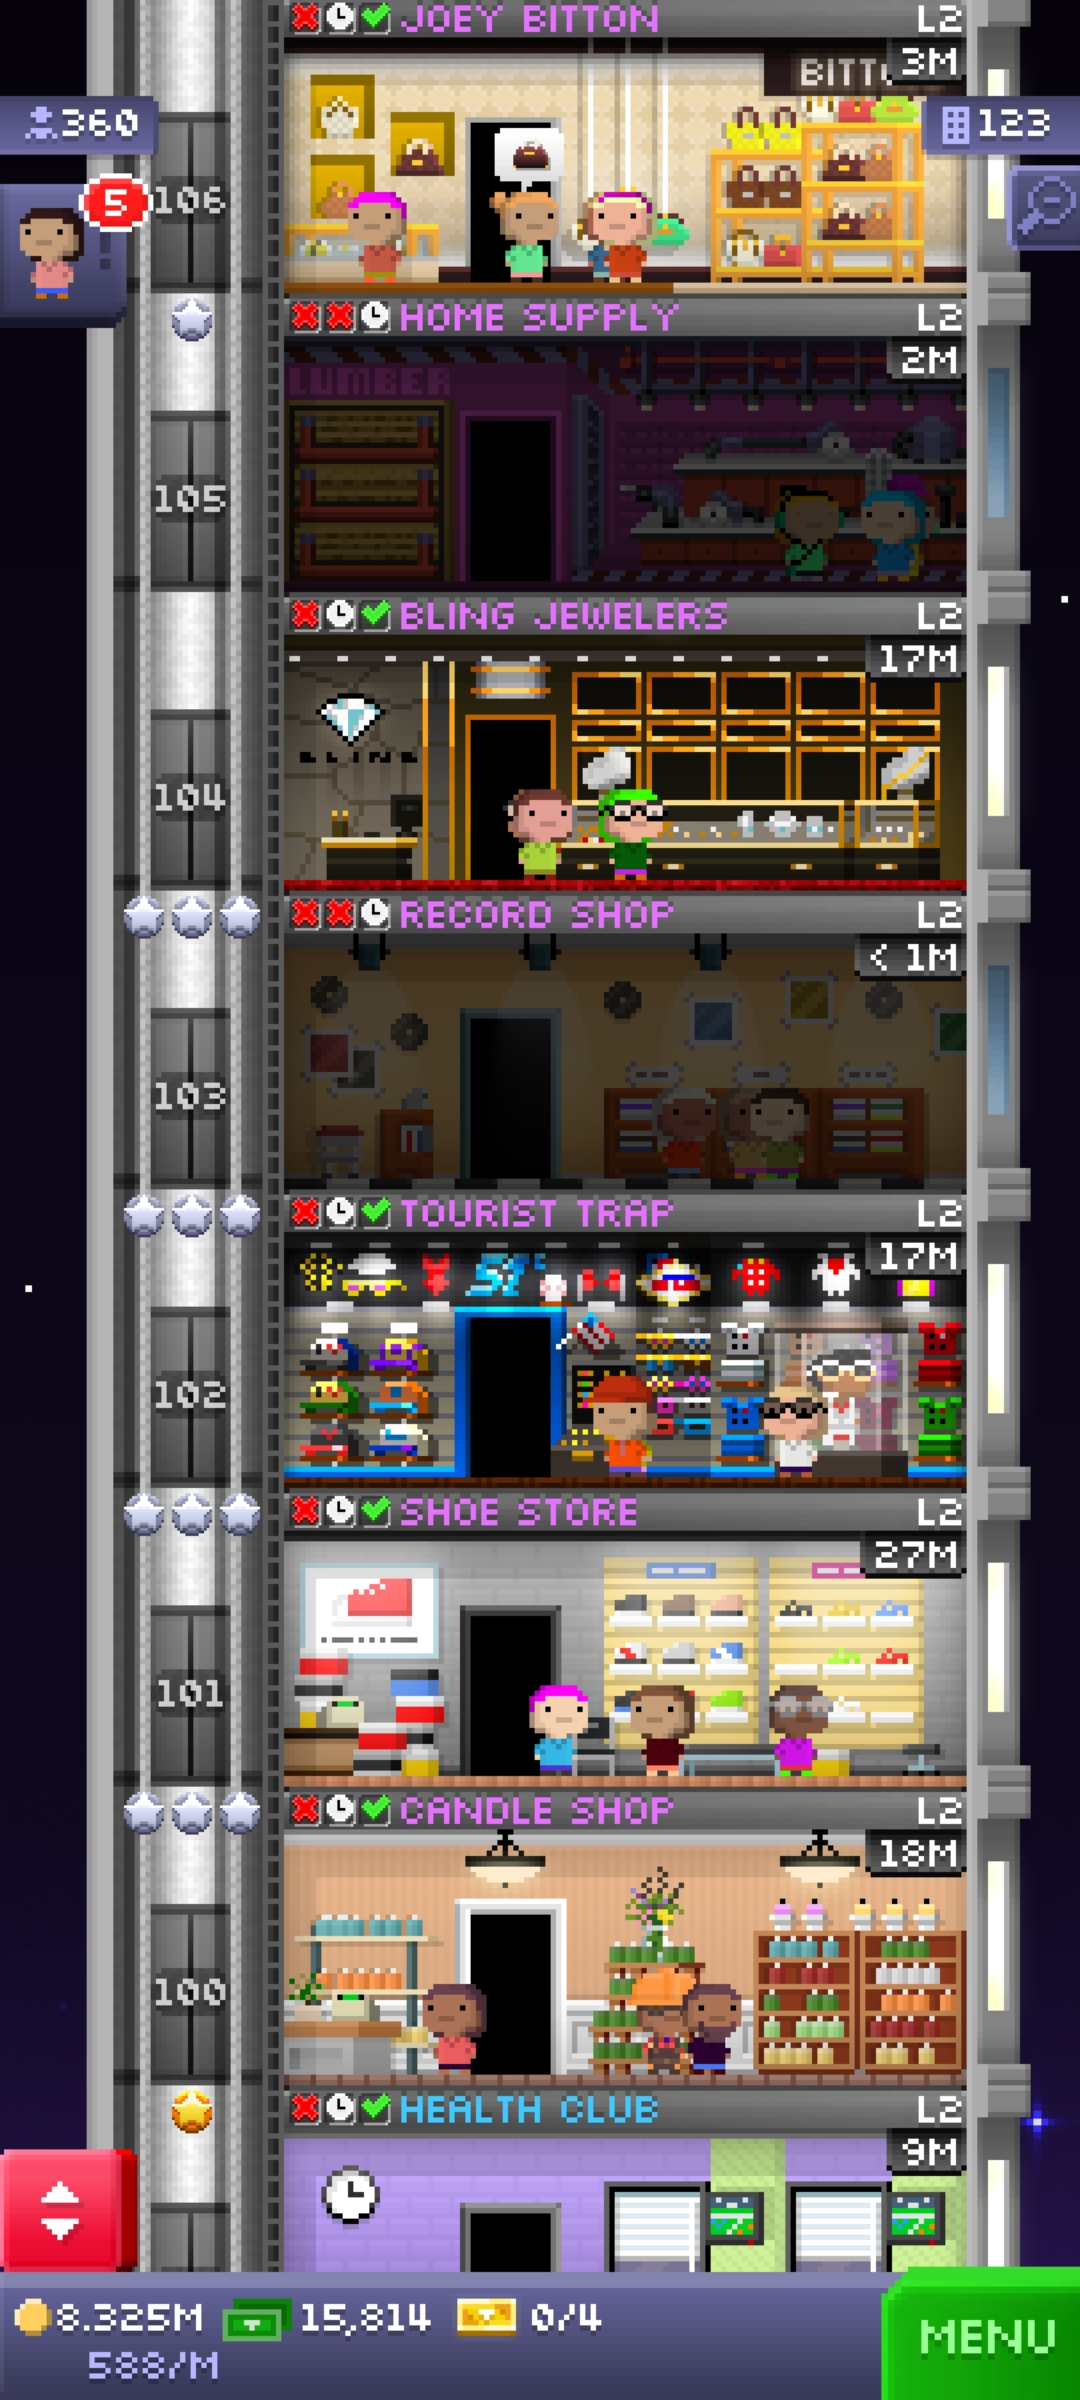 JOEY BITTON L2
3M
360
123
5
106
HOME SUPPLY L2
2M
LUMBER
105
BLING JEWELERS L2
17M
BLING
104
RECORD SHOP L2
< 1M
103
TOURIST TRAP L2
17M
102
SHOE STORE L2
27M
101
CANDLE SHOP L2
18M
100
HEALTH CLUB L2
9M
8.325M 15,814 0/4
588/M
MENU